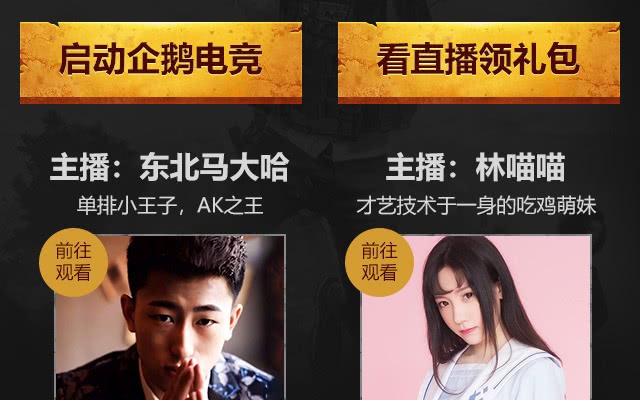 启动企鹅电竞
看直播领礼包
主播：东北马大哈
单排小王子，AK之王
前往
观看
主播：林喵喵
才艺技术于一身的吃鸡萌妹
前往
观看